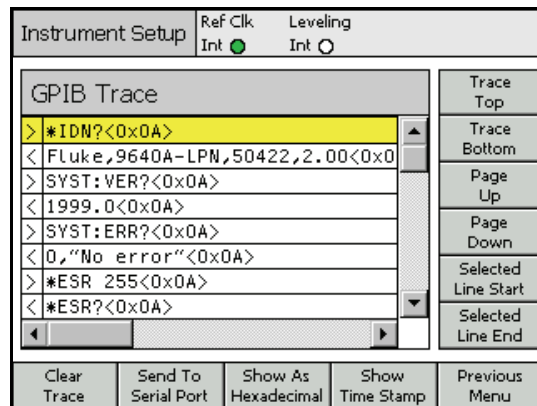 Instrument Setup
Ref Clk Leveling
Int Int
GPIB Trace
> *IDN?<0x0A>
< Fluke,9640A-LPN,50422,2.00<0x0
> SYST:VER?<0x0A>
< 1999.0<0x0A>
> SYST:ERR?<0x0A>
< 0,“No error“<0x0A>
> *ESR 255<0x0A>
< *ESR?<0x0A>
Trace
Top
Trace
Bottom
Page
Up
Page
Down
Selected
Line Start
Selected
Line End
Clear
Trace
Send To
Serial Port
Show As
Hexadecimal
Show
Time Stamp
Previous
Menu